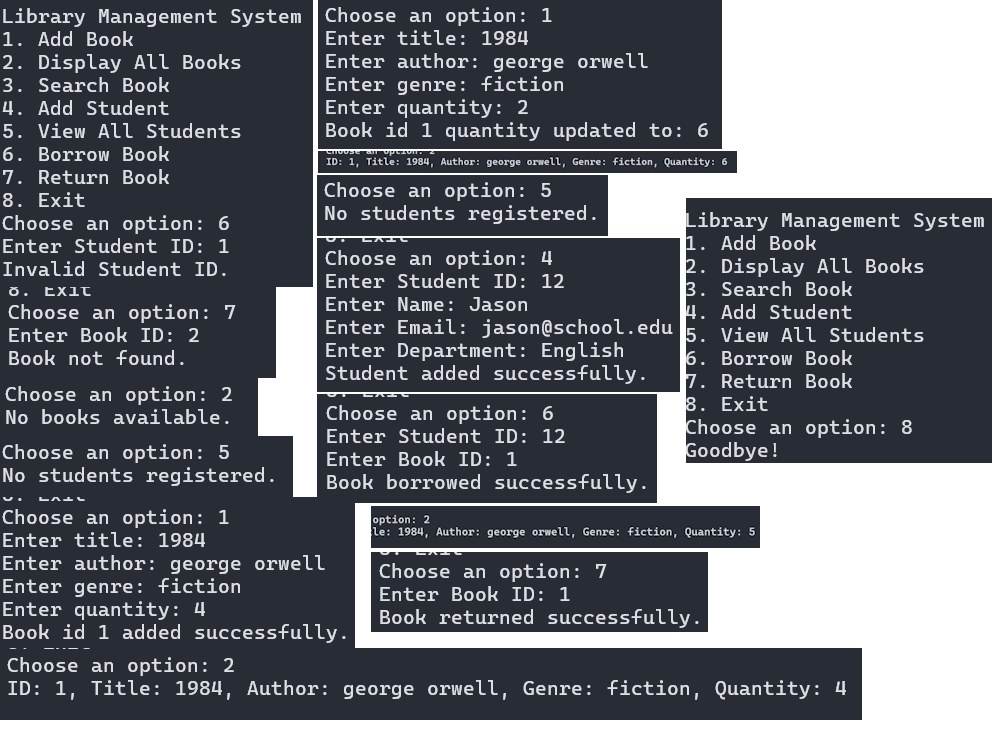 Library Management System
1. Add Book
2. Display All Books
3. Search Book
4. Add Student
5. View All Students
6. Borrow Book
7. Return Book
8. Exit
Choose an option: 6
Enter Student ID: 1
Invalid Student ID.
8. Exit
Choose an option: 7
Enter Book ID: 2
Book not found.
Choose an option: 2
No books available.
Choose an option: 5
No students registered.
8. Exit
Choose an option: 1
Enter title: 1984
Enter author: george orwell
Enter genre: fiction
Enter quantity: 4
Book id 1 added successfully.
8. Exit
Choose an option: 2
ID: 1, Title: 1984, Author: george orwell, Genre: fiction, Quantity: 4
Choose an option: 1
Enter title: 1984
Enter author: george orwell
Enter genre: fiction
Enter quantity: 2
Book id 1 quantity updated to: 6
Choose an option: 2
ID: 1, Title: 1984, Author: george orwell, Genre: fiction, Quantity: 6
Choose an option: 5
No students registered.
8. Exit
Choose an option: 4
Enter Student ID: 12
Enter Name: Jason
Enter Email: jason@school.edu
Enter Department: English
Student added successfully.
8. Exit
Choose an option: 6
Enter Student ID: 12
Enter Book ID: 1
Book borrowed successfully.
option: 2
le: 1984, Author: george orwell, Genre: fiction, Quantity: 5
8. Exit
Choose an option: 7
Enter Book ID: 1
Book returned successfully.
Library Management System
1. Add Book
2. Display All Books
3. Search Book
4. Add Student
5. View All Students
6. Borrow Book
7. Return Book
8. Exit
Choose an option: 8
Goodbye!